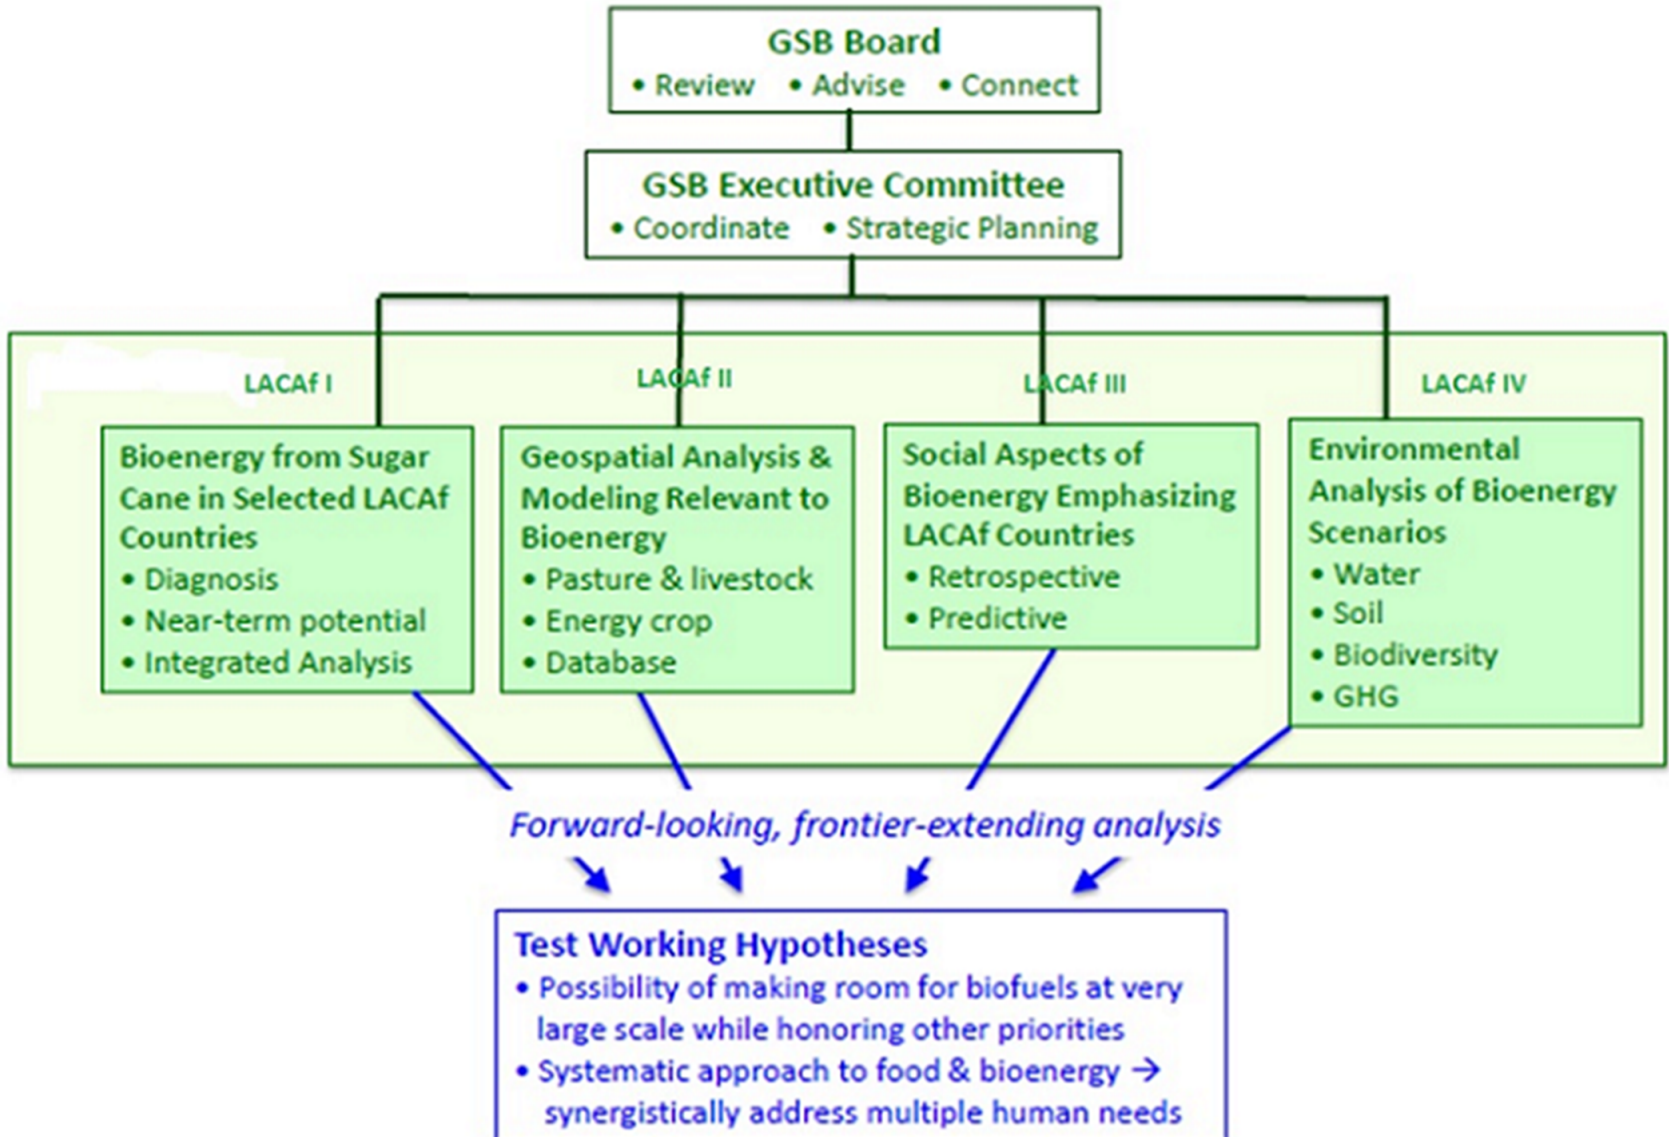 GSB Board
• Review • Advise • Connect
GSB Executive Committee
• Coordinate • Strategic Planning
LACAf I
LACAf II
LACAf III
LACAf IV
Bioenergy from Sugar
Cane in Selected LACAf
Countries
• Diagnosis
• Near-term potential
• Integrated Analysis
Geospatial Analysis &
Modeling Relevant to
Bioenergy
• Pasture & livestock
• Energy crop
• Database
Social Aspects of
Bioenergy Emphasizing
LACAf Countries
• Retrospective
• Predictive
Environmental
Analysis of Bioenergy
Scenarios
• Water
• Soil
• Biodiversity
• GHG
Forward-looking, frontier-extending analysis
Test Working Hypotheses
• Possibility of making room for biofuels at very
large scale while honoring other priorities
• Systematic approach to food & bioenergy →
synergistically address multiple human needs